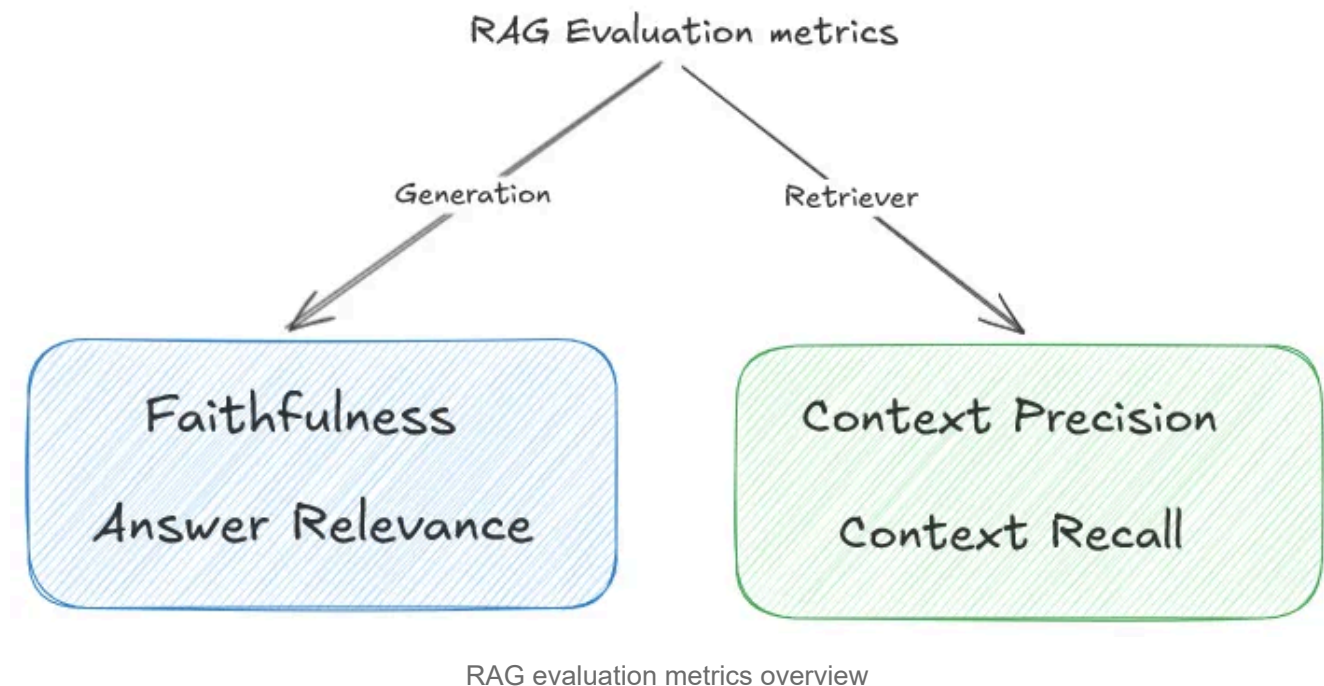 RAG Evaluation metrics
Generation
Retriever
Faithfulness
Answer Relevance
Context Precision
Context Recall
RAG evaluation metrics overview